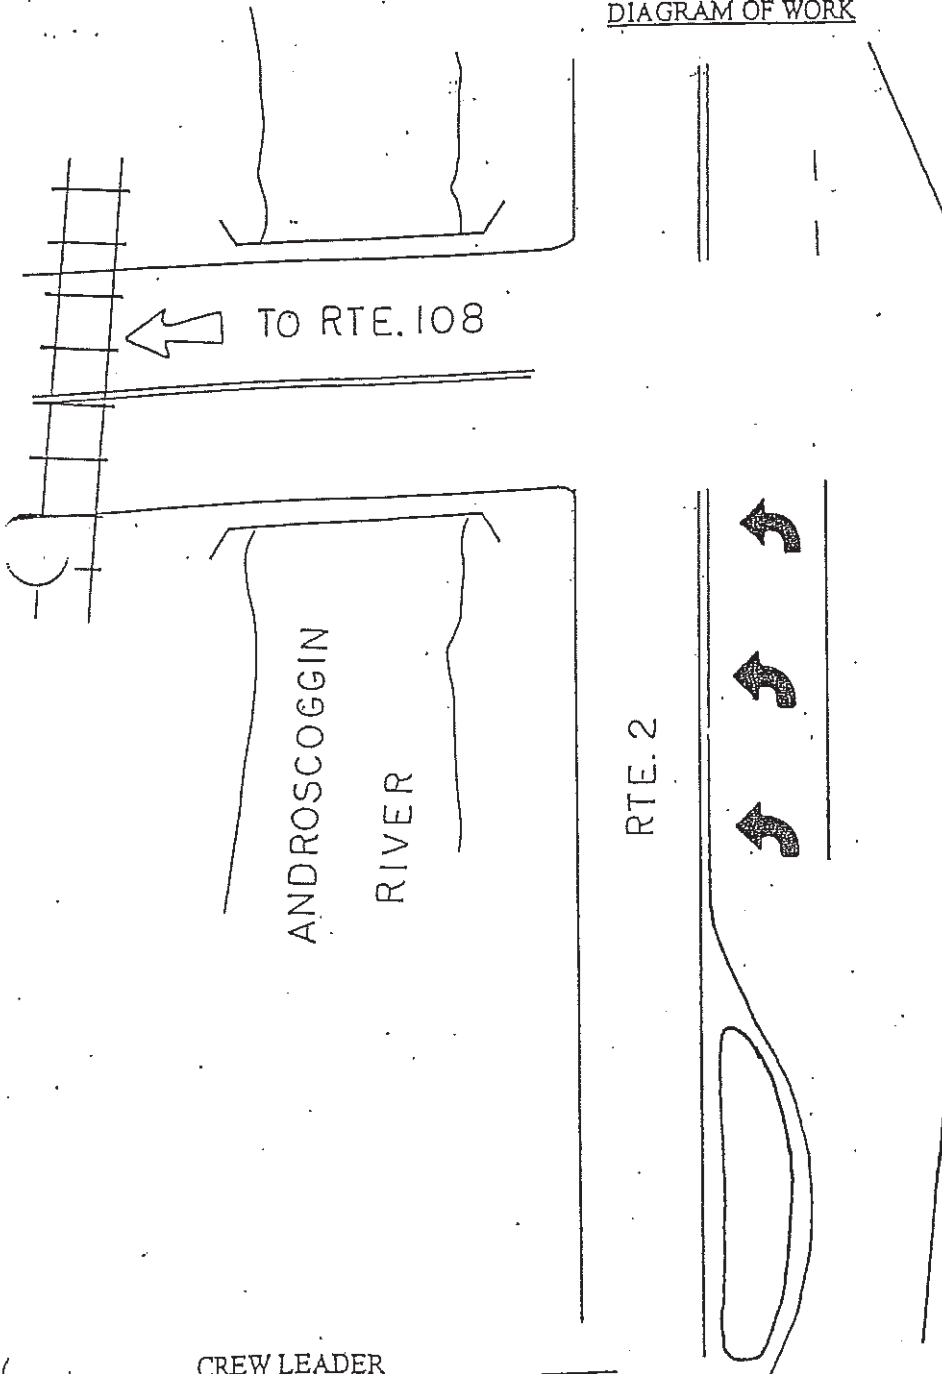 DIAGRAM OF WORK
TO RTE. 108
ANDROSCOGGIN
RIVER
RTE. 2
CREW LEADER